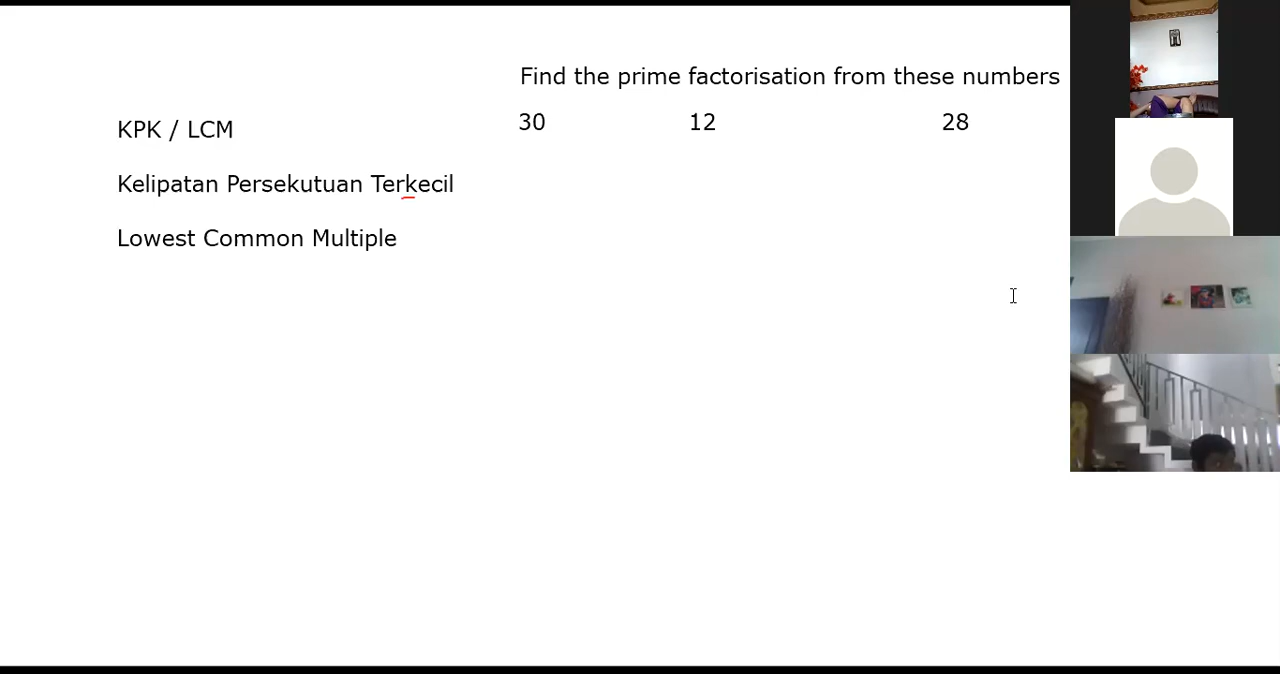 Find the prime factorisation from these numbers
30 12 28
KPK / LCM
Kelipatan Persekutuan Terkecil
Lowest Common Multiple